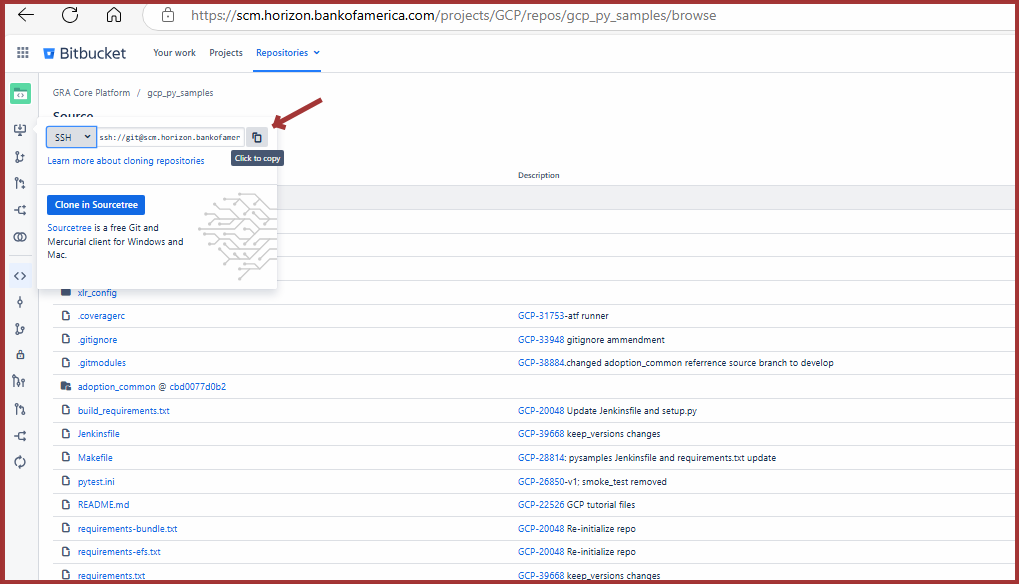 https://scm.horizon.bankofamerica.com/projects/GCP/repos/gcp_py_samples/browse
Bitbucket Your work Projects Repositories
GRA Core Platform / gcp_py_samples
SSH ssh://git@scm.horizon.bankofamer
Click to copy
Learn more about cloning repositories
Description
Clone in Sourcetree
Sourcetree is a free Git and
Mercurial client for Windows and
Mac.
xlr_config
.coveragerc GCP-31753-atf runner
.gitignore GCP-33948 gitignore ammendment
.gitmodules GCP-38884.changed adoption_common referrence source branch to develop
adoption_common @ cbd0077d0b2
build_requirements.txt GCP-20048 Update Jenkinsfile and setup.py
Jenkinsfile GCP-39668 keep_versions changes
Makefile GCP-28814: pysamples Jenkinsfile and requirements.txt update
pytest.ini GCP-26850-v1; smoke_test removed
README.md GCP-22526 GCP tutorial files
requirements-bundle.txt GCP-20048 Re-initialize repo
requirements-efs.txt GCP-20048 Re-initialize repo
requirements.txt GCP-39668 keep_versions changes